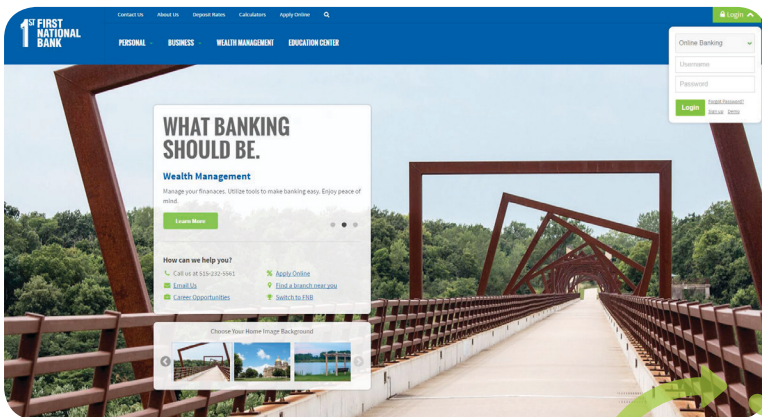 1ST FIRST
NATIONAL
BANK
Contact Us About Us Deposit Rates Calculators Apply Online
Login
PERSONAL BUSINESS WEALTH MANAGEMENT EDUCATION CENTER
Online Banking
Username
Password
Login
Forgot Password?
Sign up Demo
WHAT BANKING
SHOULD BE.
Wealth Management
Manage your finanaces. Utilize tools to make banking easy. Enjoy peace of
mind.
Learn More
How can we help you?
Call us at 515-232-5561 Apply Online
Email Us Find a branch near you
Career Opportunities Switch to FNB
Choose Your Home Image Background